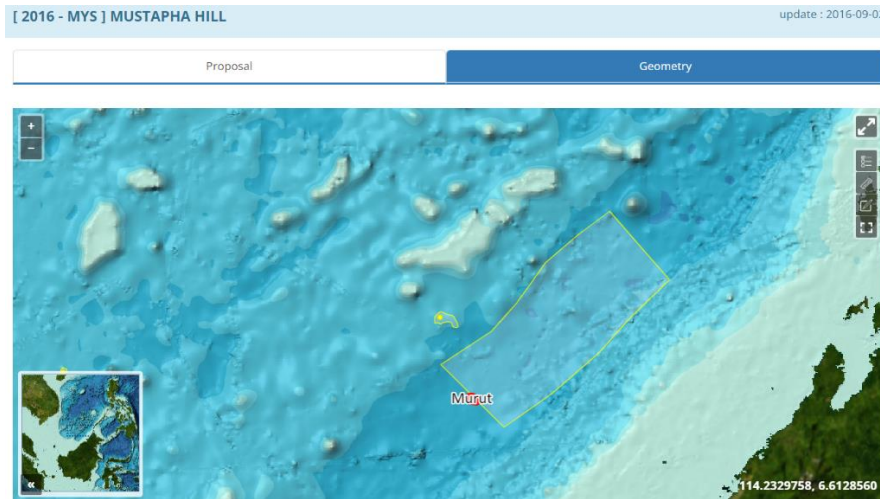 [ 2016 - MYS ] MUSTAPHA HILL
update : 2016-09-0
Proposal
Geometry
+
−
Murut
«
114.2329758, 6.6128560